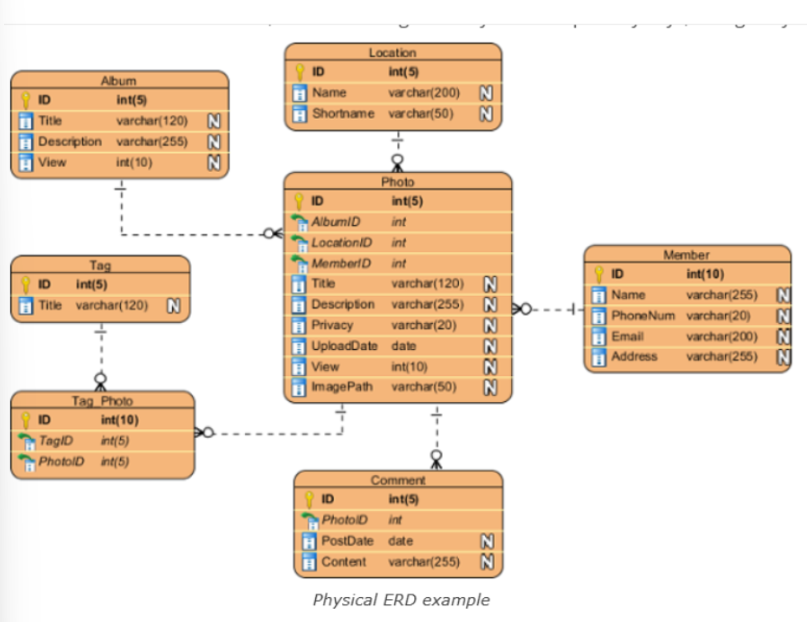 Location
ID int(5)
Name varchar(200) N
Shortname varchar(50) N
Album
ID int(5)
Title varchar(120) N
Description varchar(255) N
View int(10) N
Photo
ID int(5)
AlbumID int
LocationID int
MemberID int
Title varchar(120) N
Description varchar(255) N
Privacy varchar(20) N
UploadDate date N
View int(10) N
ImagePath varchar(50) N
Member
ID int(10)
Name varchar(255) N
PhoneNum varchar(20) N
Email varchar(200) N
Address varchar(255) N
Tag
ID int(5)
Title varchar(120) N
Tag_Photo
ID int(10)
TagID int(5)
PhotoID int(5)
Comment
ID int(5)
PhotoID int
PostDate date N
Content varchar(255) N
Physical ERD example